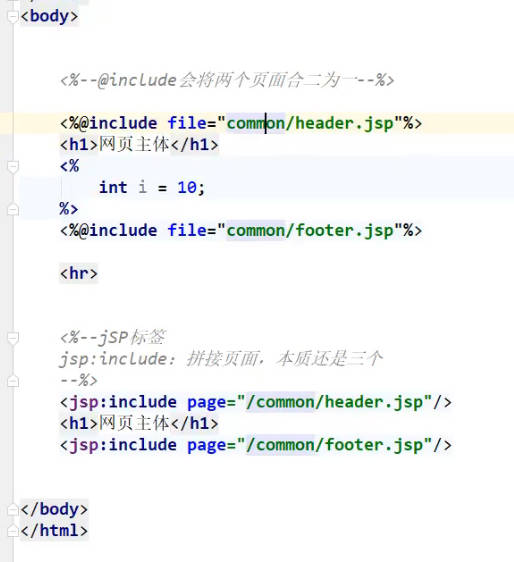 <body>
<%--@include会将两个页面合二为一--%>
<%@include file="common/header.jsp"%>
<h1>网页主体</h1>
<%
int i = 10;
%>
<%@include file="common/footer.jsp"%>
<hr>
<%--jSP标签
jsp:include: 拼接页面，本质还是三个
--%>
<jsp:include page="/common/header.jsp"/>
<h1>网页主体</h1>
<jsp:include page="/common/footer.jsp"/>
</body>
</html>